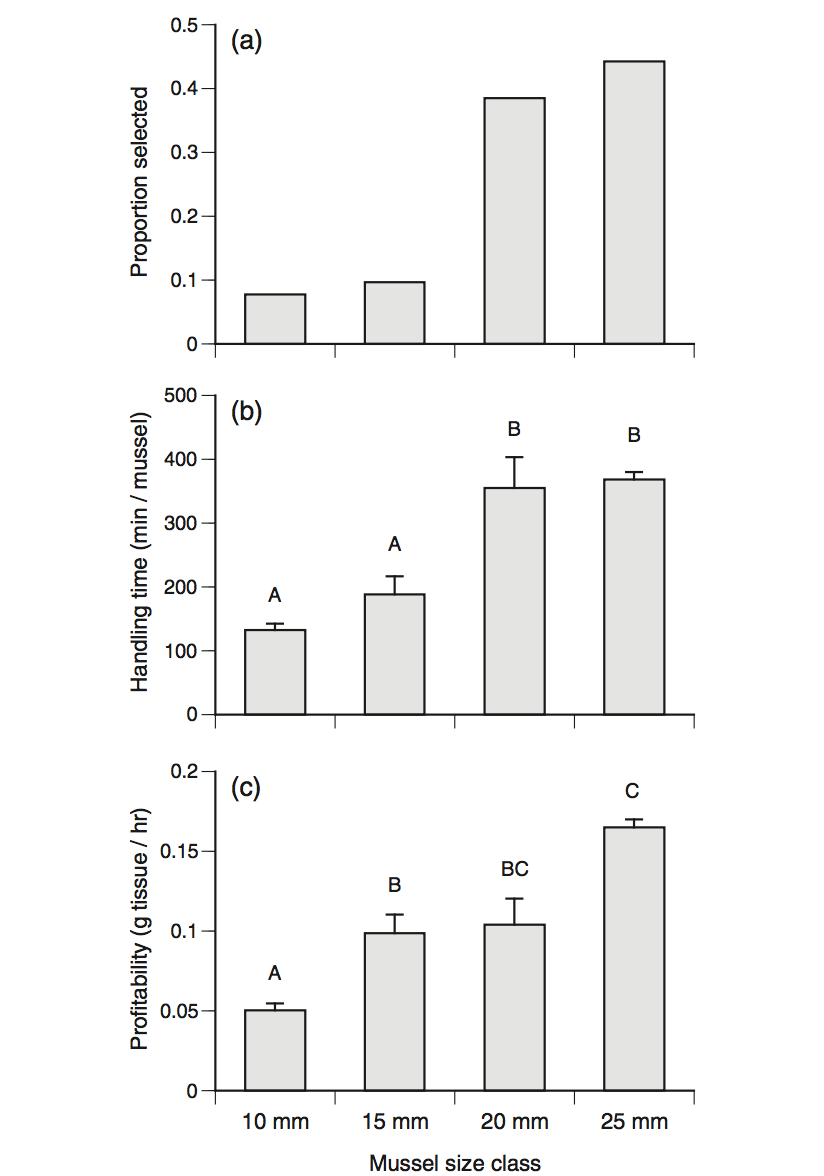 (a)
Proportion selected
0.5
0.4
0.3
0.2
0.1
0
(b)
Handling time (min / mussel)
500
400
300
200
100
0
A
A
B
B
(c)
Profitability (g tissue / hr)
0.2
0.15
0.1
0.05
0
A
B
BC
C
10 mm 15 mm 20 mm 25 mm
Mussel size class